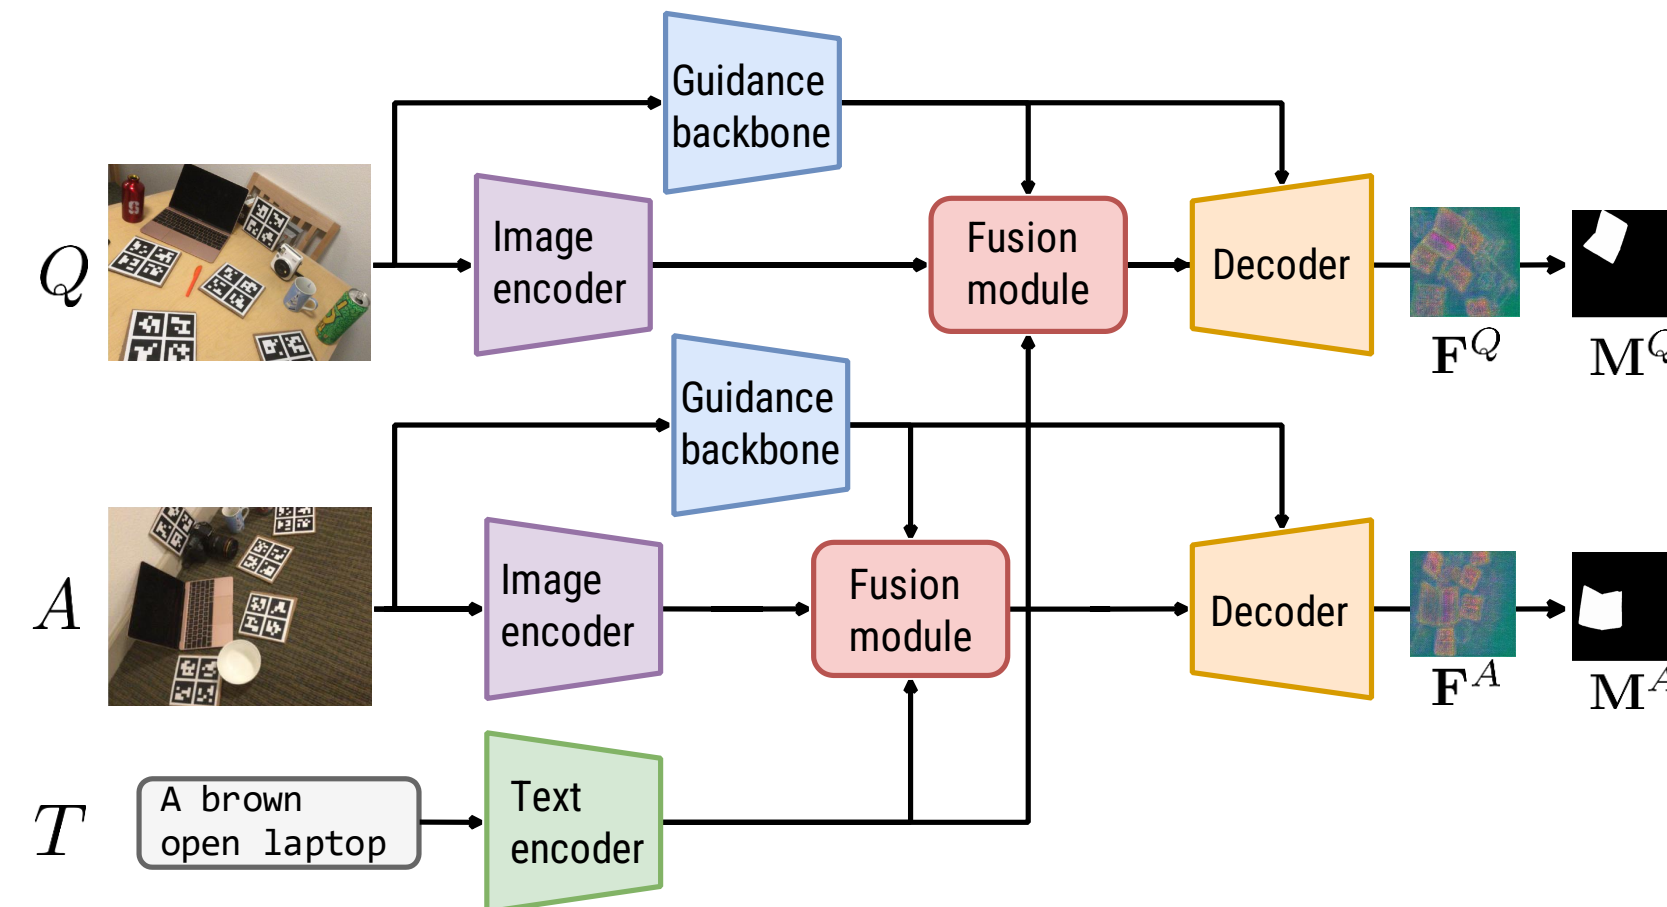 Guidance
backbone
Q
Image
encoder
Fusion
module
Decoder
F^Q
M^Q
Guidance
backbone
A
Image
encoder
Fusion
module
Decoder
F^A
M^A
T
A brown
open laptop
Text
encoder